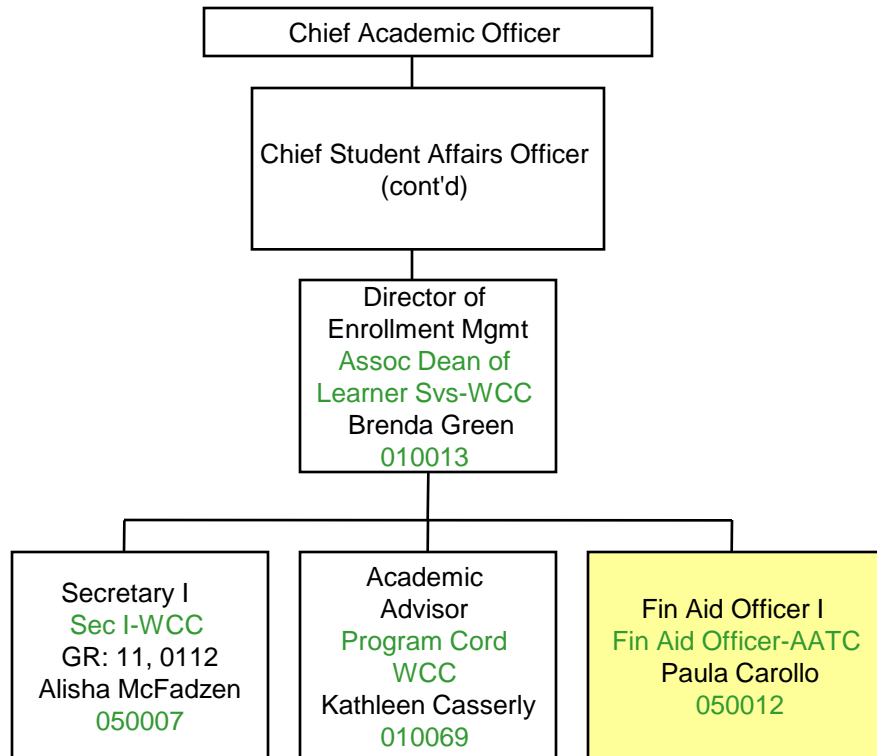 Chief Academic Officer
Chief Student Affairs Officer
(cont'd)
Director of
Enrollment Mgmt
Assoc Dean of
Learner Svs-WCC
Brenda Green
010013
Secretary I
Sec I-WCC
GR: 11, 0112
Alisha McFadzen
050007
Academic
Advisor
Program Cord
WCC
Kathleen Casserly
010069
Fin Aid Officer I
Fin Aid Officer-AATC
Paula Carollo
050012